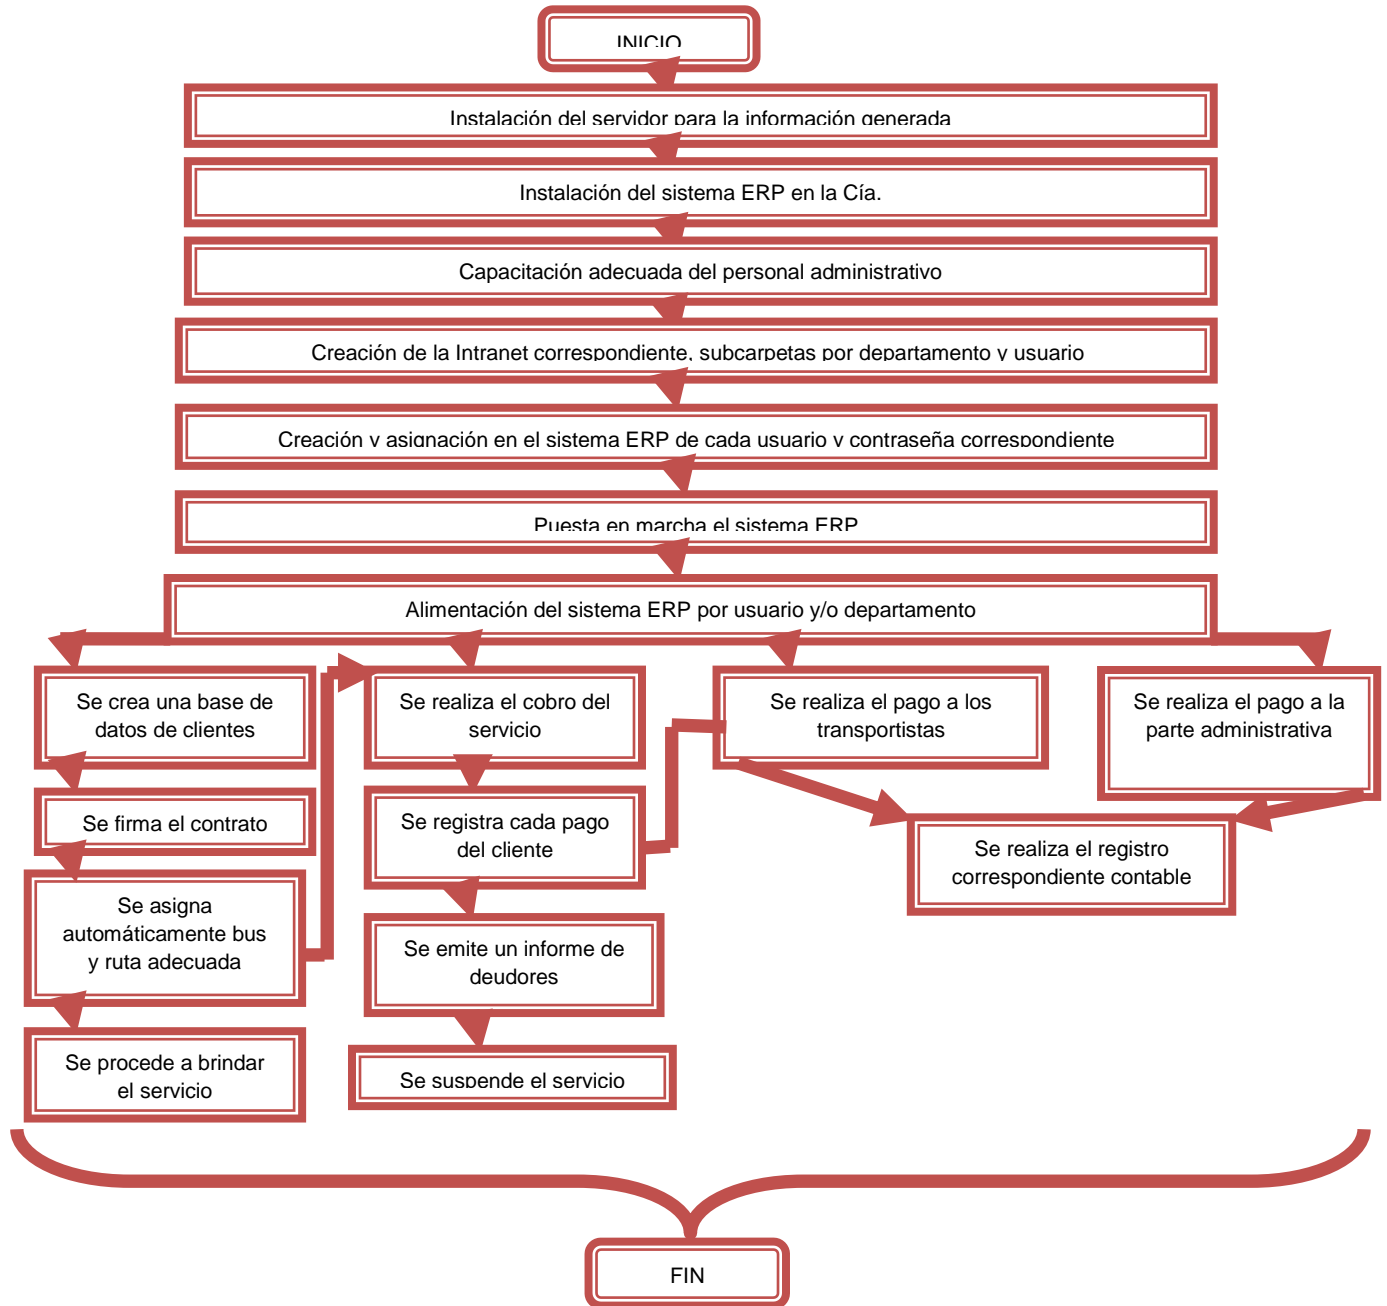 INICIO
Instalación del servidor para la información generada
Instalación del sistema ERP en la Cía.
Capacitación adecuada del personal administrativo
Creación de la Intranet correspondiente, subcarpetas por departamento y usuario
Creación y asignación en el sistema ERP de cada usuario y contraseña correspondiente
Puesta en marcha el sistema ERP
Alimentación del sistema ERP por usuario y/o departamento
Se crea una base de
datos de clientes
Se firma el contrato
Se asigna
automáticamente bus
y ruta adecuada
Se procede a brindar
el servicio
Se realiza el cobro del
servicio
Se registra cada pago
del cliente
Se emite un informe de
deudores
Se suspende el servicio
Se realiza el pago a los
transportistas
Se realiza el pago a la
parte administrativa
Se realiza el registro
correspondiente contable
FIN